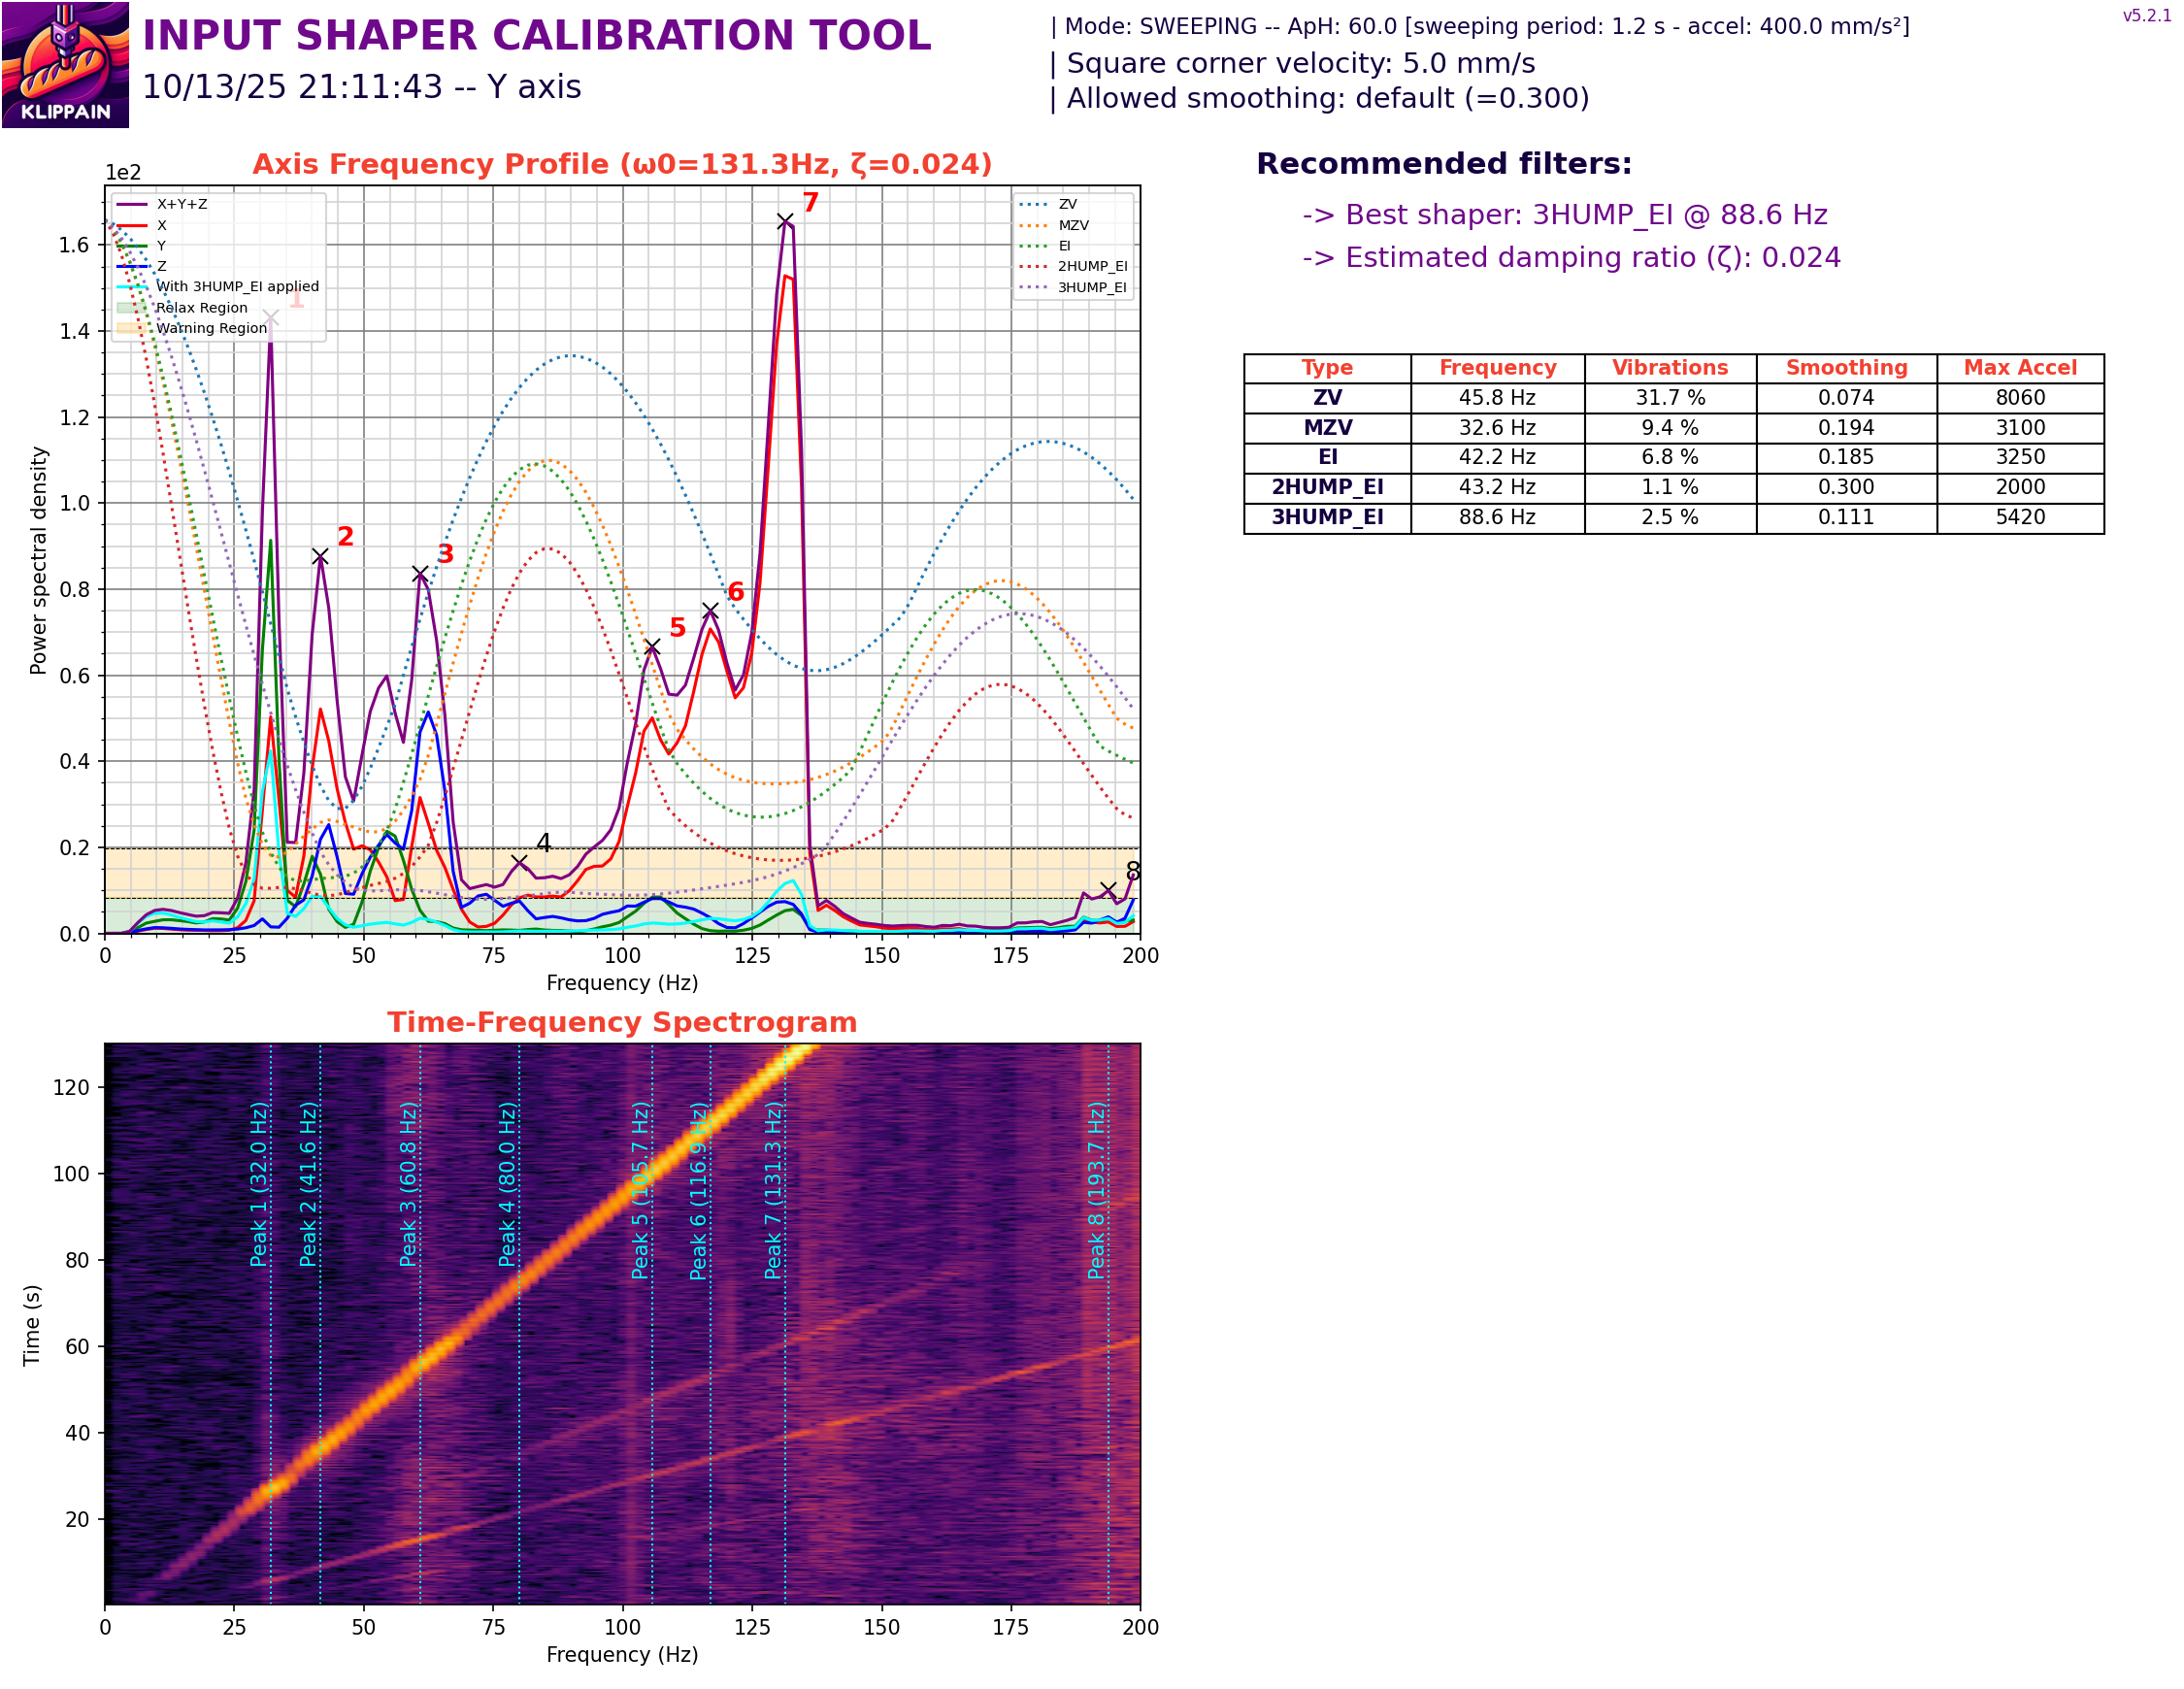 KLIPPAIN
INPUT SHAPER CALIBRATION TOOL
10/13/25 21:11:43 -- Y axis
| Mode: SWEEPING -- ApH: 60.0 [sweeping period: 1.2 s - accel: 400.0 mm/s²]
| Square corner velocity: 5.0 mm/s
| Allowed smoothing: default (=0.300)
v5.2.1
Axis Frequency Profile (ω0=131.3Hz, ζ=0.024)
1e2
X+Y+Z
X
Y
Z
With 3HUMP_EI applied
Relax Region
Warning Region
ZV
MZV
EI
2HUMP_EI
3HUMP_EI
1
2
3
4
5
6
7
8
Power spectral density
1.6
1.4
1.2
1.0
0.8
0.6
0.4
0.2
0.0
0 25 50 75 100 125 150 175 200
Frequency (Hz)
Recommended filters:
-> Best shaper: 3HUMP_EI @ 88.6 Hz
-> Estimated damping ratio (ζ): 0.024
Type Frequency Vibrations Smoothing Max Accel
ZV 45.8 Hz 31.7 % 0.074 8060
MZV 32.6 Hz 9.4 % 0.194 3100
EI 42.2 Hz 6.8 % 0.185 3250
2HUMP_EI 43.2 Hz 1.1 % 0.300 2000
3HUMP_EI 88.6 Hz 2.5 % 0.111 5420
Time-Frequency Spectrogram
Time (s)
120
100
80
60
40
20
Peak 1 (32.0 Hz)
Peak 2 (41.6 Hz)
Peak 3 (60.8 Hz)
Peak 4 (80.0 Hz)
Peak 5 (105.7 Hz)
Peak 6 (116.9 Hz)
Peak 7 (131.3 Hz)
Peak 8 (193.7 Hz)
0 25 50 75 100 125 150 175 200
Frequency (Hz)